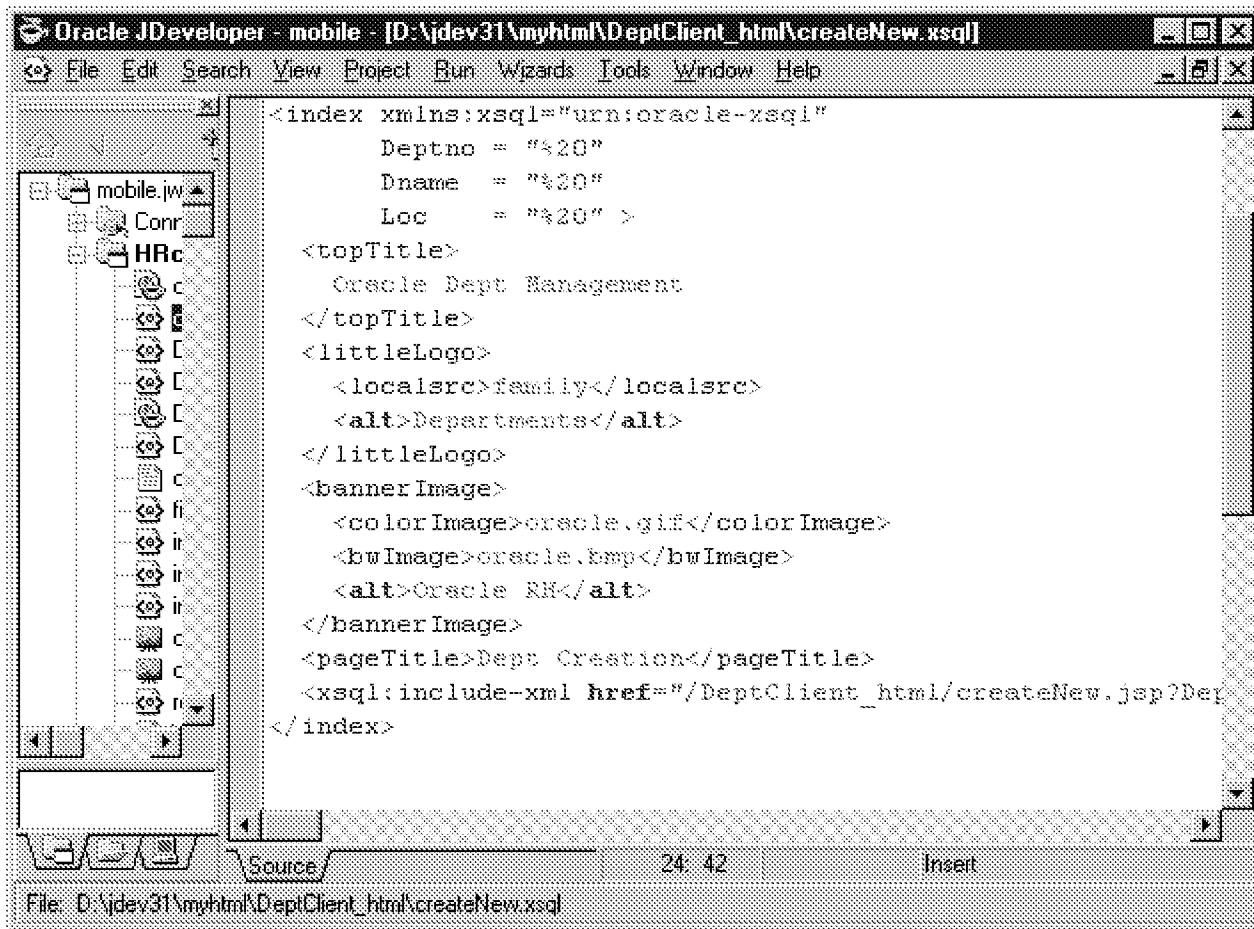 Oracle JDeveloper - mobile - [D:\jdev31\myhtml\DeptClient_html\createNew.xsql]
File Edit Search View Project Run Wizards Tools Window Help
mobile.jw
Conn
HRc
<index xmlns:xsql="urn:oracle-xsql"
Deptno = "%20"
Dname = "%20"
Loc = "%20" >
<topTitle>
Oracle Dept Management
</topTitle>
<littleLogo>
<localsrc>family</localsrc>
<alt>Departments</alt>
</littleLogo>
<bannerImage>
<colorImage>oracle.gif</colorImage>
<bwImage>oracle.bmp</bwImage>
<alt>Oracle RH</alt>
</bannerImage>
<pageTitle>Dept Creation</pageTitle>
<xsql:include-xml href="/DeptClient_html/createNew.jsp?Dep
</index>
Source 24: 42 Insert
File: D:\jdev31\myhtml\DeptClient_html\createNew.xsql